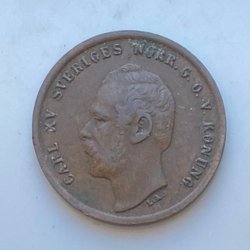 CARL XV SVERIGES NORR. G. O. V. KONUNG
L.A.